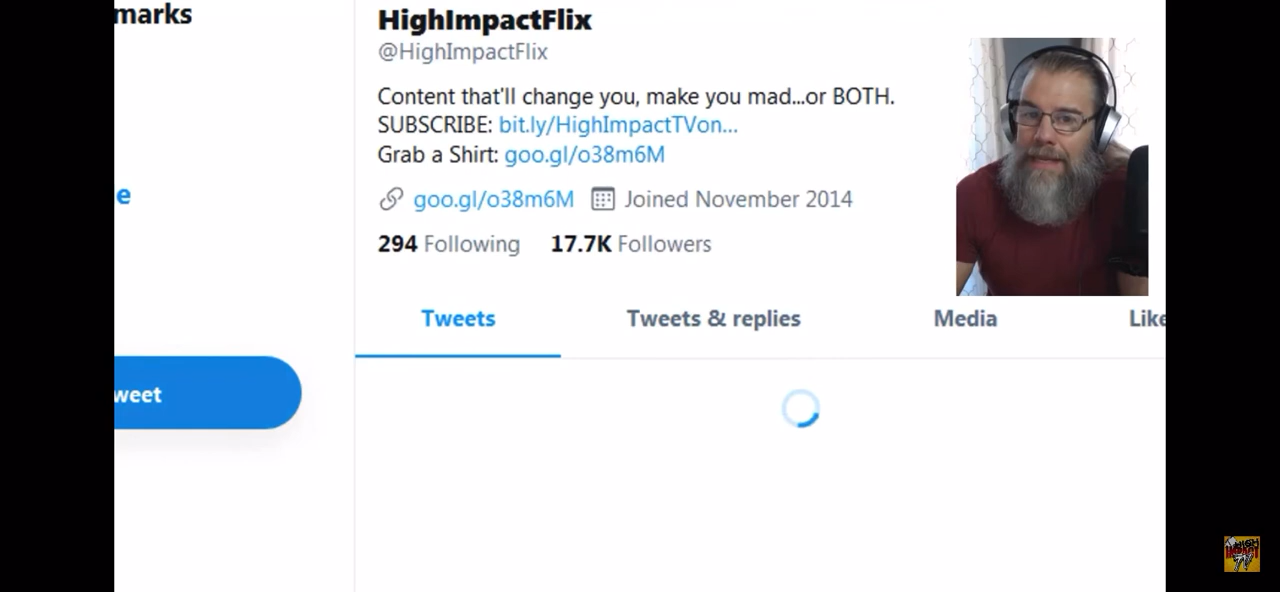 marks
HighImpactFlix
@HighImpactFlix
Content that'll change you, make you mad...or BOTH.
SUBSCRIBE: bit.ly/HighImpactTVon...
Grab a Shirt: goo.gl/o38m6M
goo.gl/o38m6M Joined November 2014
294 Following 17.7K Followers
e
Tweets Tweets & replies Media Like
weet